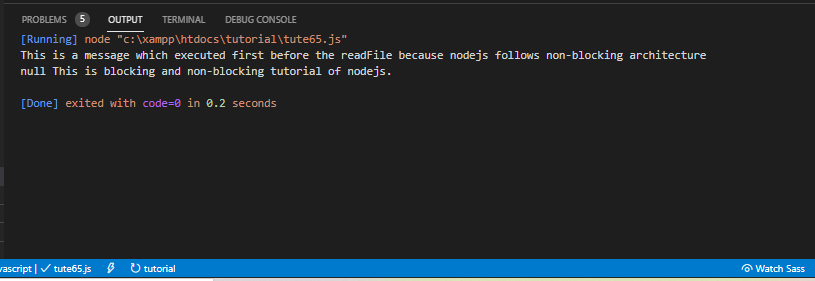 PROBLEMS 5 OUTPUT TERMINAL DEBUG CONSOLE
[Running] node "c:\xampp\htdocs\tutorial\tute65.js"
This is a message which executed first before the readFile because nodejs follows non-blocking architecture
null This is blocking and non-blocking tutorial of nodejs.
[Done] exited with code=0 in 0.2 seconds
vascript | ✓ tute65.js tutorial Watch Sass